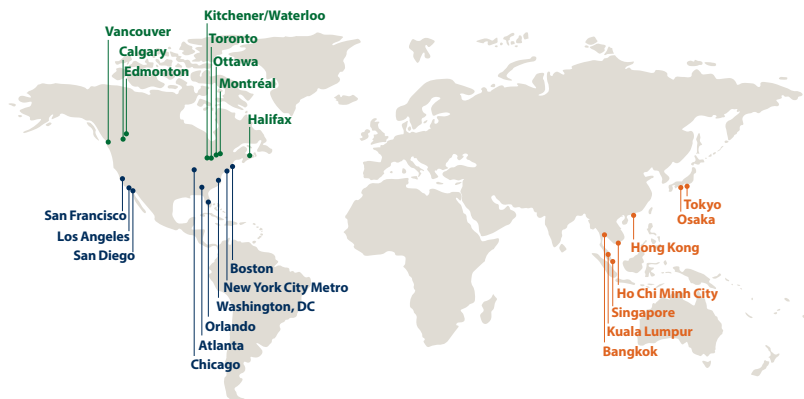 Kitchener/Waterloo
Vancouver
Toronto
Calgary
Ottawa
Edmonton
Montréal
Halifax
San Francisco
Los Angeles
San Diego
Boston
New York City Metro
Washington, DC
Orlando
Atlanta
Chicago
Tokyo
Osaka
Hong Kong
Ho Chi Minh City
Singapore
Kuala Lumpur
Bangkok